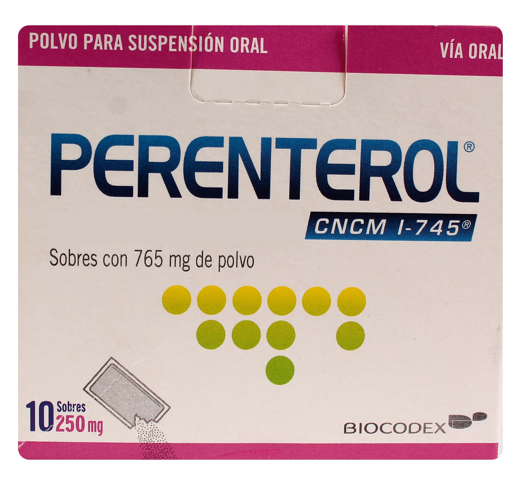 POLVO PARA SUSPENSIÓN ORAL
VÍA ORAL
PERENTEROL®
CNCM I-745®
Sobres con 765 mg de polvo
10 Sobres
250 mg
BIOCODEX